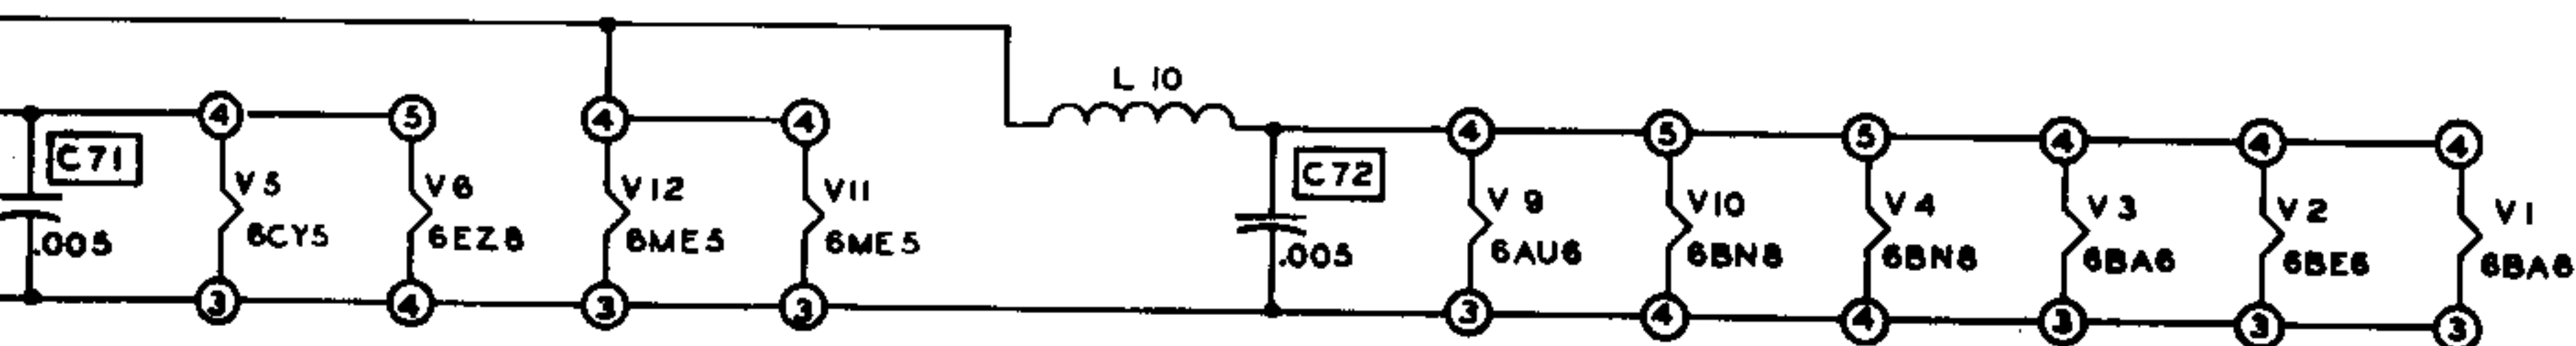 L 10
4 5 4 4 4 5 5 4 4 4
C71 C72
V5 V6 V12 V11 V9 V10 V4 V3 V2 V1
.005 6CY5 6EZ8 6ME5 6ME5 .005 6AU6 6BN8 6BN8 6BA6 6BE6 6BA6
3 4 3 3 3 4 4 3 3 3